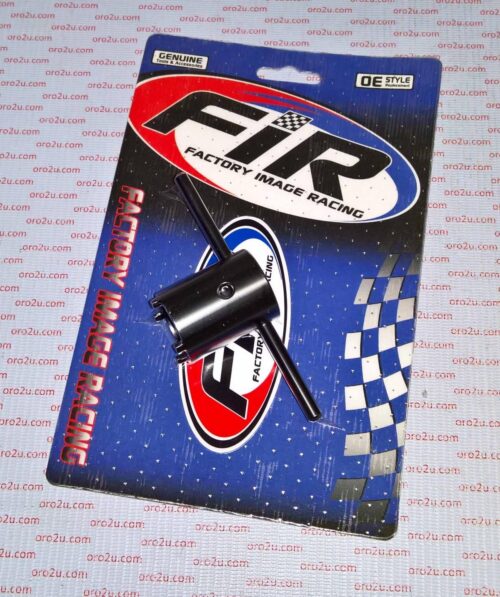 GENUINE
Tools & Accessories
OE STYLE
Replacement
FIR
FACTORY IMAGE RACING
FACTORY IMAGE RACING
FIR
FACTORY
RACING
oro2u.com